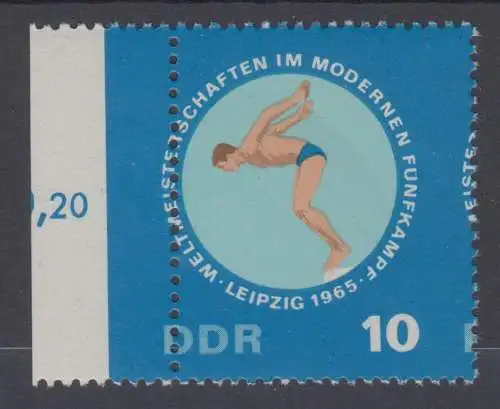 WELTMEISTERSCHAFTEN IM MODERNEN FÜNFKAMPF ·
LEIPZIG 1965 ·
,20
DDR 10